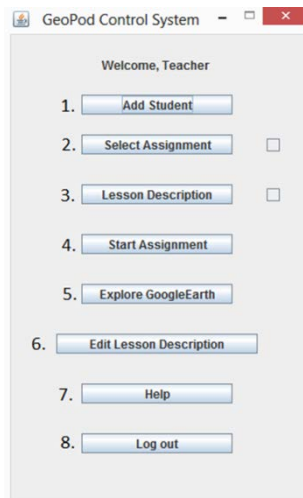 GeoPod Control System
Welcome, Teacher
1. Add Student
2. Select Assignment
3. Lesson Description
4. Start Assignment
5. Explore GoogleEarth
6. Edit Lesson Description
7. Help
8. Log out